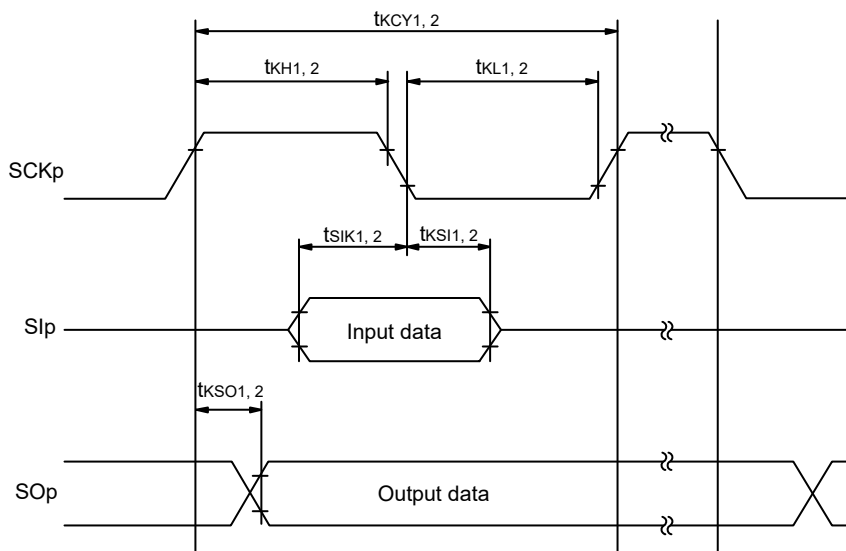 tKCY1, 2
tKH1, 2
tKL1, 2
SCKp
tSIK1, 2
tKSI1, 2
SIp
Input data
tKSO1, 2
SOp
Output data